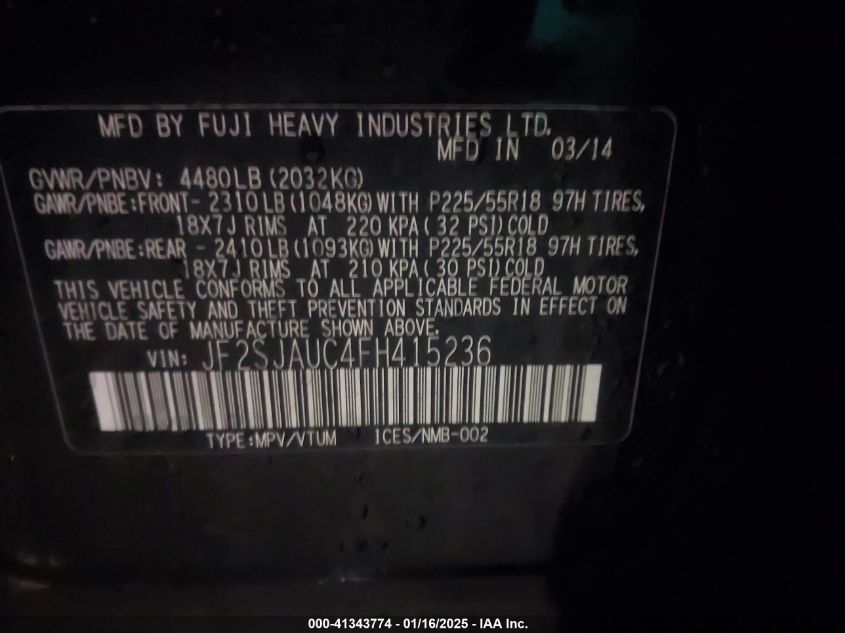 MFD BY FUJI HEAVY INDUSTRIES LTD.
MFD IN 03/14
GVWR/PNBV: 4480LB(2032KG)
GAWR/PNBE:FRONT- 2310LB(1048KG)WITH P225/55R18 97H TIRES,
18X7J RIMS AT 220 KPA(32 PSI)COLD
GAWR/PNBE:REAR - 2410LB(1093KG)WITH P225/55R18 97H TIRES,
18X7J RIMS AT 210 KPA(30 PSI)COLD
THIS VEHICLE CONFORMS TO ALL APPLICABLE FEDERAL MOTOR
VEHICLE SAFETY AND THEFT PREVENTION STANDARDS IN EFFECT ON
THE DATE OF MANUFACTURE SHOWN ABOVE.
VIN: JF2SJAUC4FH415236
TYPE:MPV/VTUM ICES/NMB-002
000-41343774 - 01/16/2025 - IAA Inc.